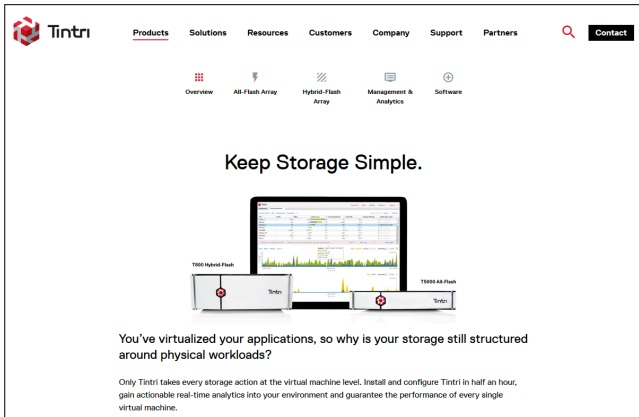 Tintri
Products Solutions Resources Customers Company Support Partners Contact
Overview All-Flash Array Hybrid-Flash Array Management & Analytics Software
Keep Storage Simple.
T800 Hybrid-Flash
T5000 All-Flash
Tintri
Tintri
You've virtualized your applications, so why is your storage still structured
around physical workloads?
Only Tintri takes every storage action at the virtual machine level. Install and configure Tintri in half an hour,
gain actionable real-time analytics into your environment and guarantee the performance of every single
virtual machine.